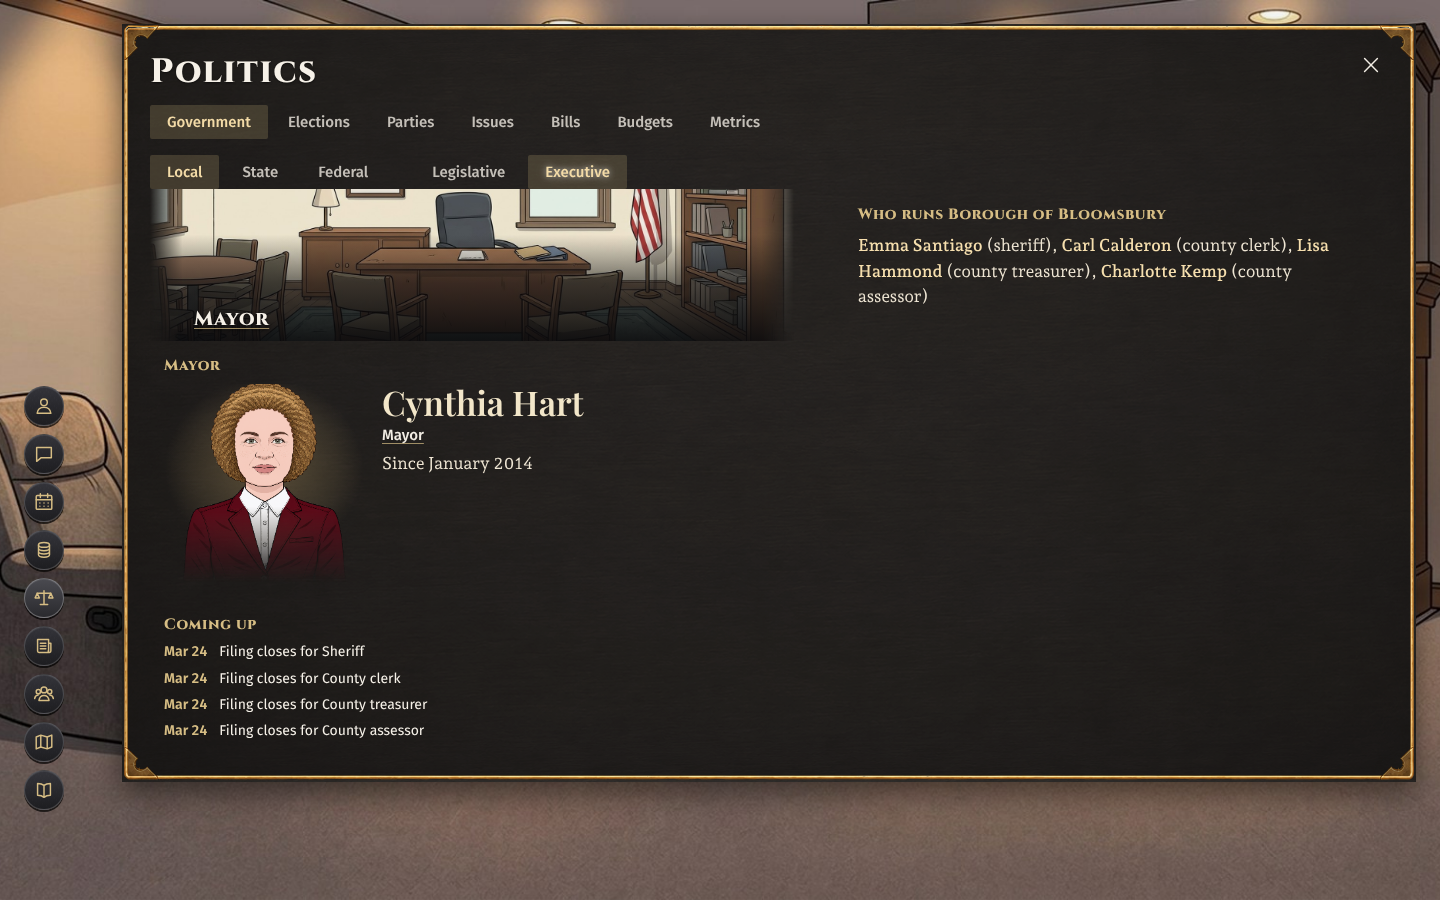 Politics
Government Elections Parties Issues Bills Budgets Metrics
Local State Federal Legislative Executive
Mayor
Mayor
Cynthia Hart
Mayor
Since January 2014
Coming up
Mar 24 Filing closes for Sheriff
Mar 24 Filing closes for County clerk
Mar 24 Filing closes for County treasurer
Mar 24 Filing closes for County assessor
Who runs Borough of Bloomsbury
Emma Santiago (sheriff), Carl Calderon (county clerk), Lisa
Hammond (county treasurer), Charlotte Kemp (county
assessor)